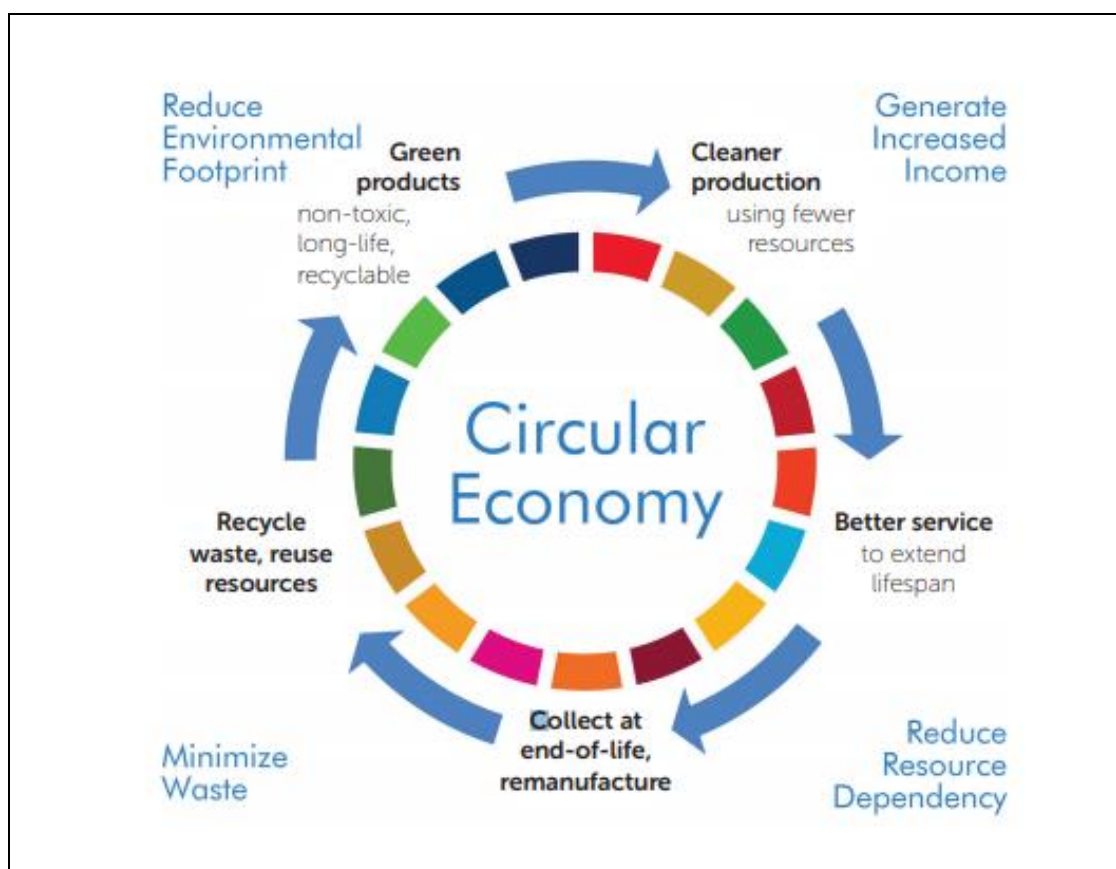 Reduce
Environmental
Footprint
Generate
Increased
Income
Green
products
non-toxic,
long-life,
recyclable
Cleaner
production
using fewer
resources
Circular
Economy
Recycle
waste, reuse
resources
Better service
to extend
lifespan
Collect at
end-of-life,
remanufacture
Minimize
Waste
Reduce
Resource
Dependency